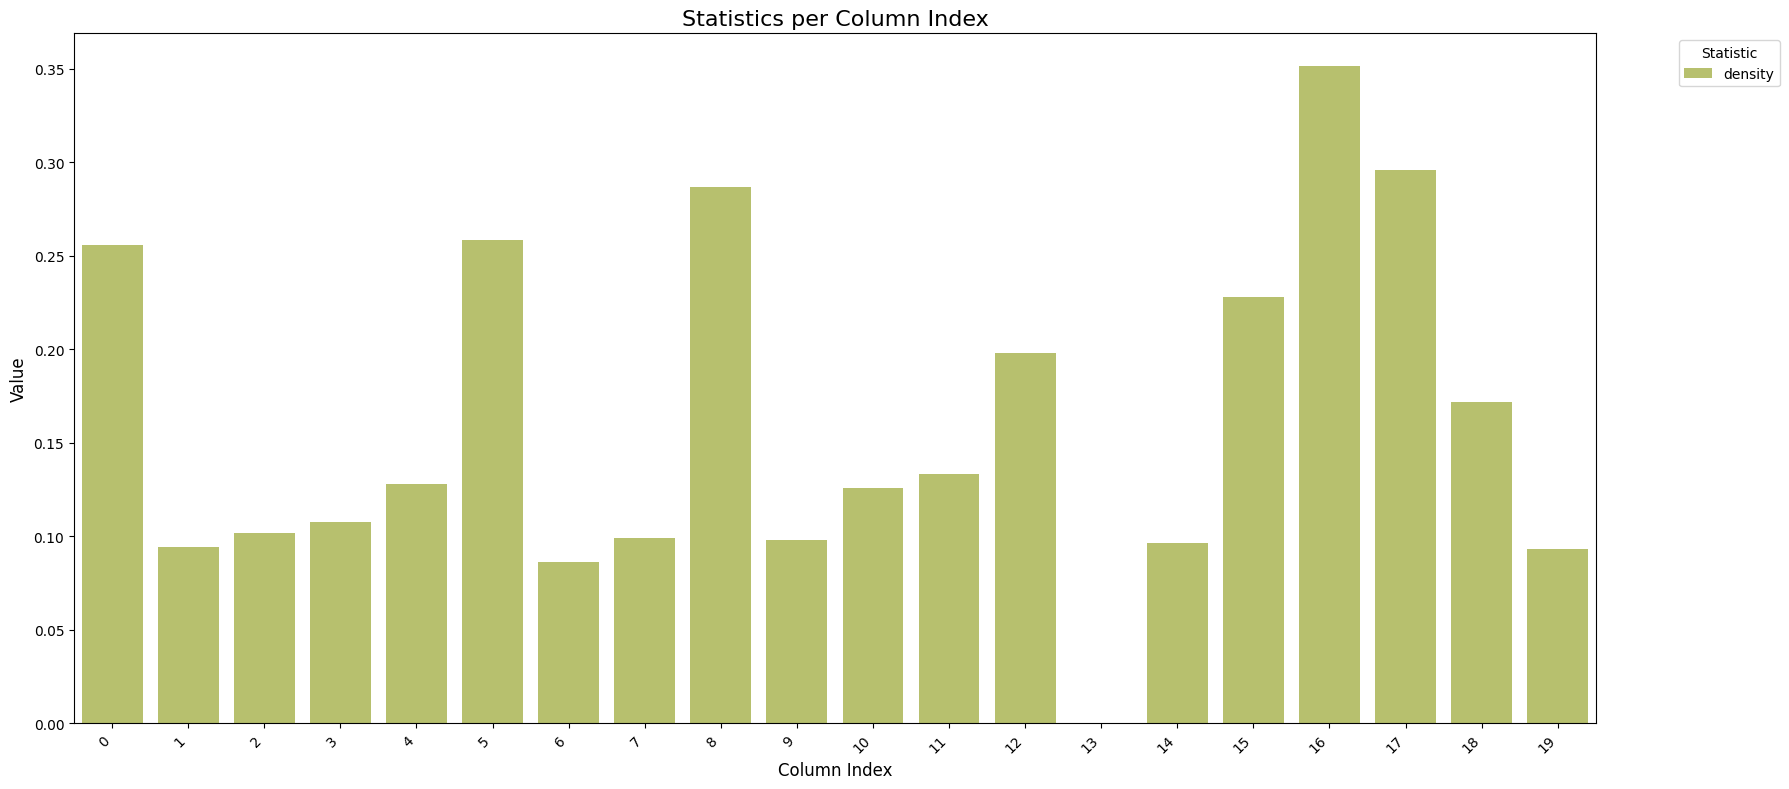 Statistics per Column Index
Statistic
density
Value
0.35
0.30
0.25
0.20
0.15
0.10
0.05
0.00
0 1 2 3 4 5 6 7 8 9 10 11 12 13 14 15 16 17 18 19
Column Index